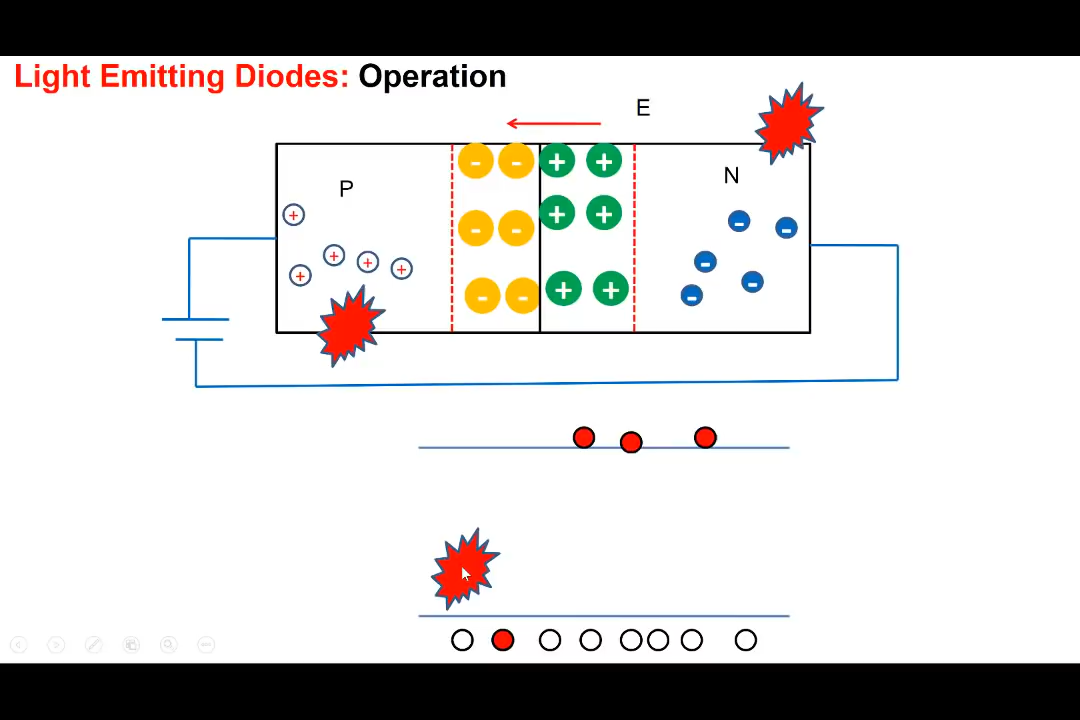 Light Emitting Diodes: Operation
E
P
N
- - + +
+
- - + +
- -
+ + + +
-
- - + +
-
-
-